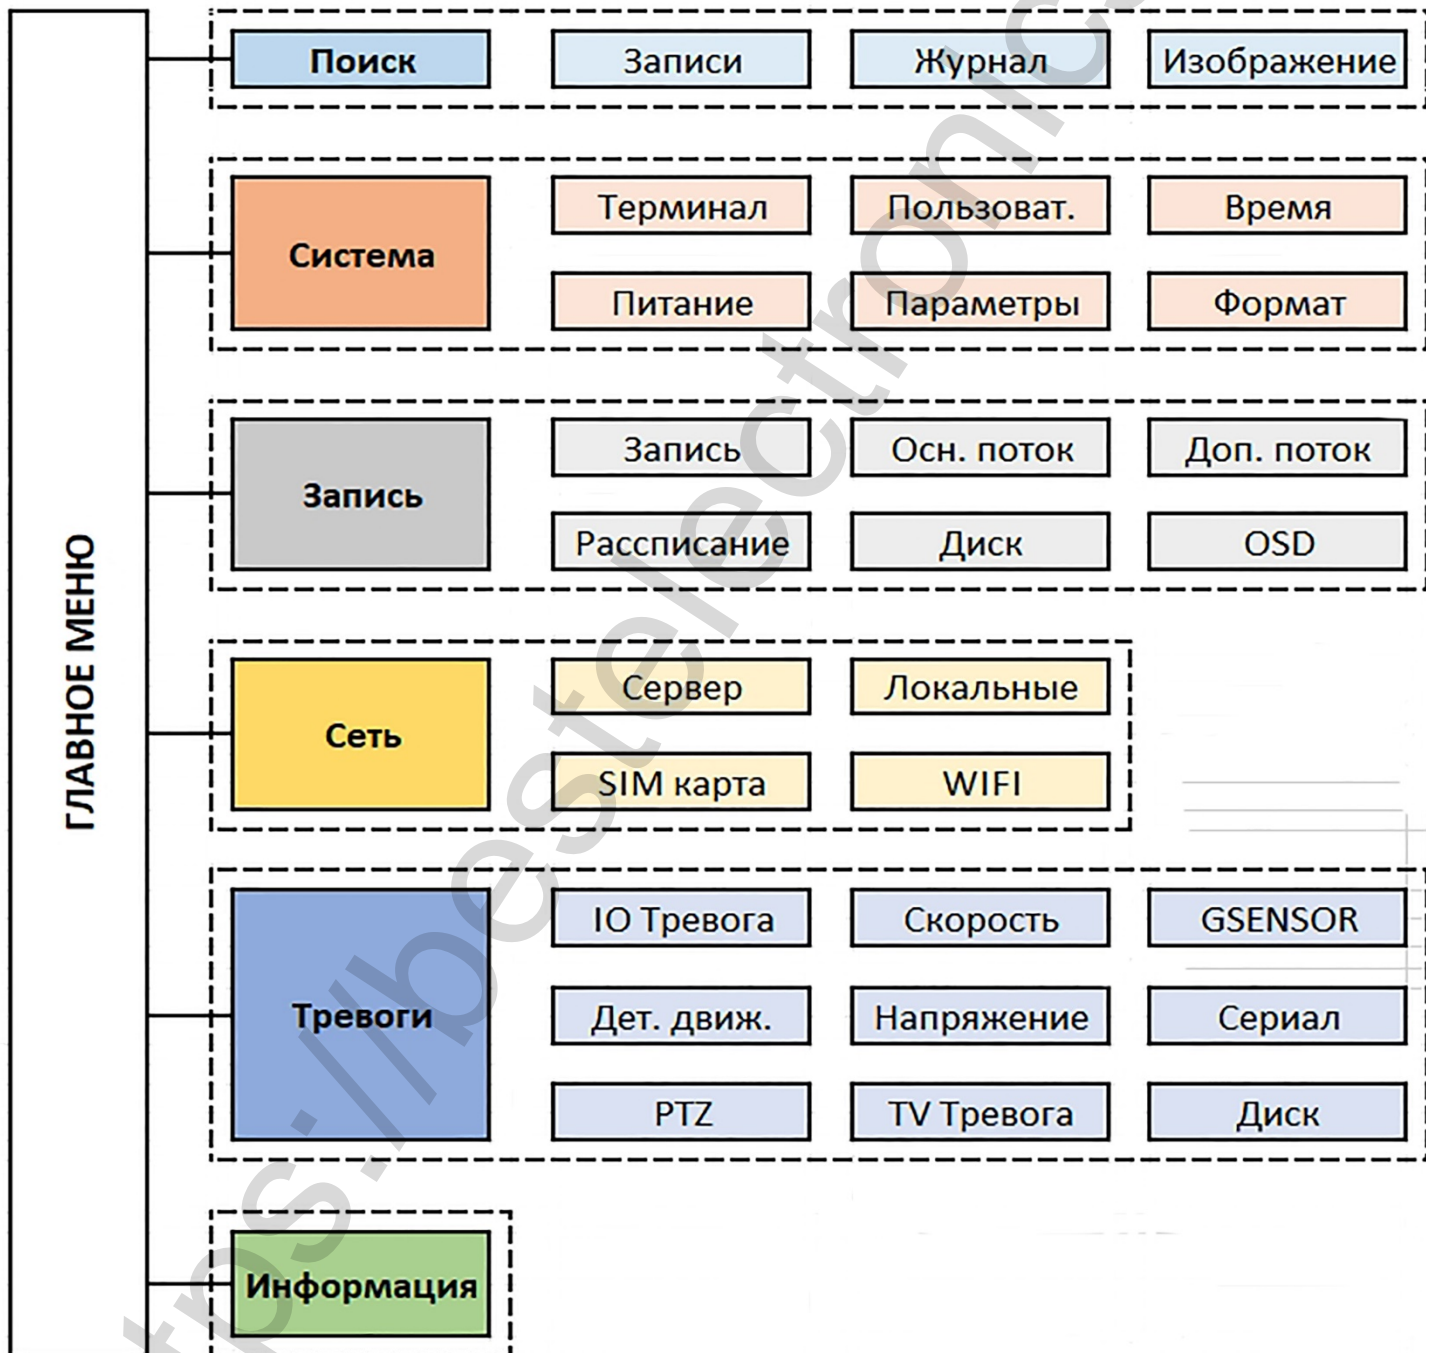 ГЛАВНОЕ МЕНЮ
Поиск Записи Журнал Изображение
Система
Терминал Пользоват. Время
Питание Параметры Формат
Запись
Запись Осн. поток Доп. поток
Рассписание Диск OSD
Сеть
Сервер Локальные
SIM карта WIFI
Тревоги
IO Тревога Скорость GSENSOR
Дет. движ. Напряжение Сериал
PTZ TV Тревога Диск
Информация
tps://bestelectronics